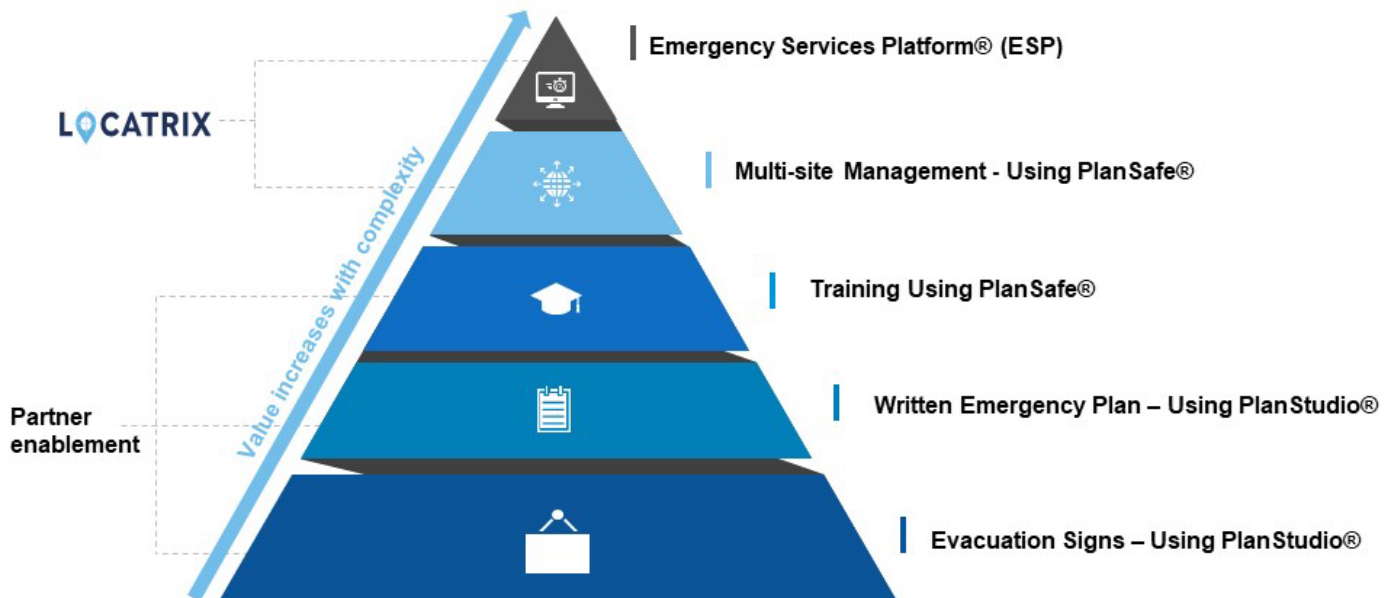 Emergency Services Platform® (ESP)
LOCATRIX
Multi-site Management - Using PlanSafe®
Value increases with complexity
Training Using PlanSafe®
Partner
enablement
Written Emergency Plan – Using PlanStudio®
Evacuation Signs – Using PlanStudio®